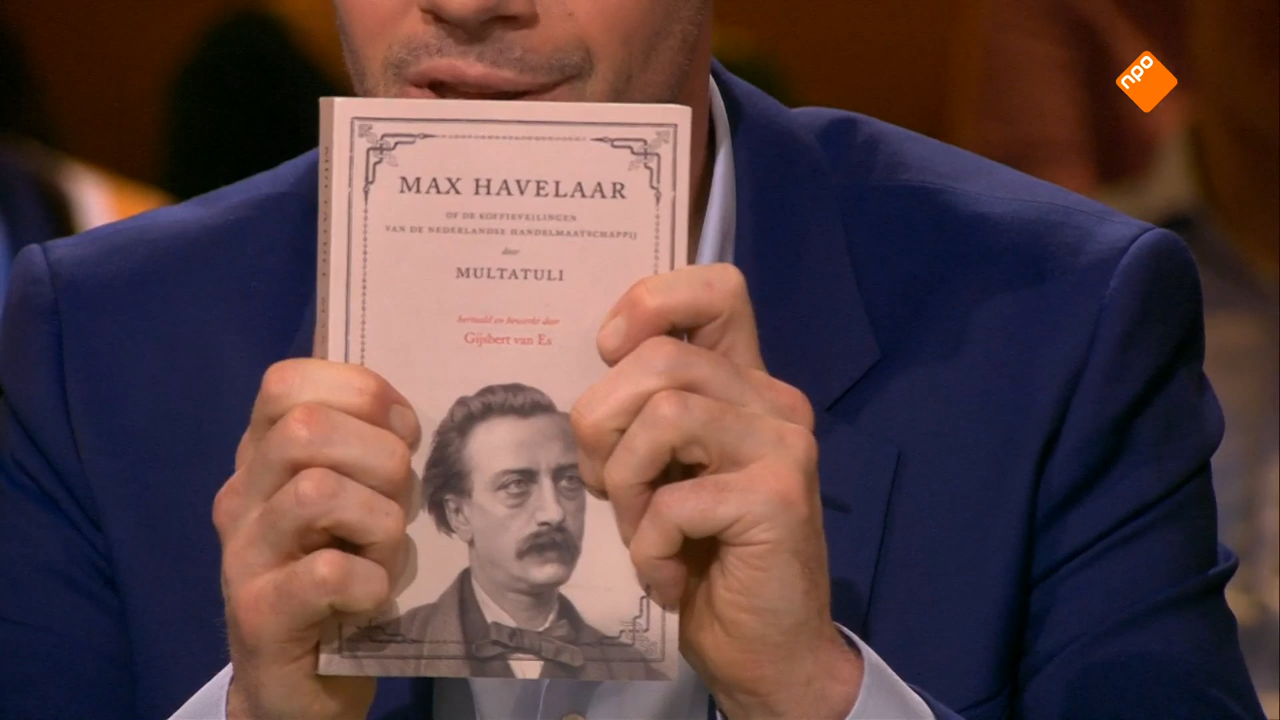 npo
MAX HAVELAAR
OF DE KOFFIEVEILINGEN
VAN DE NEDERLANDSE HANDELMAATSCHAPPIJ
door
MULTATULI
hertaald en bewerkt door
Gijsbert van Es